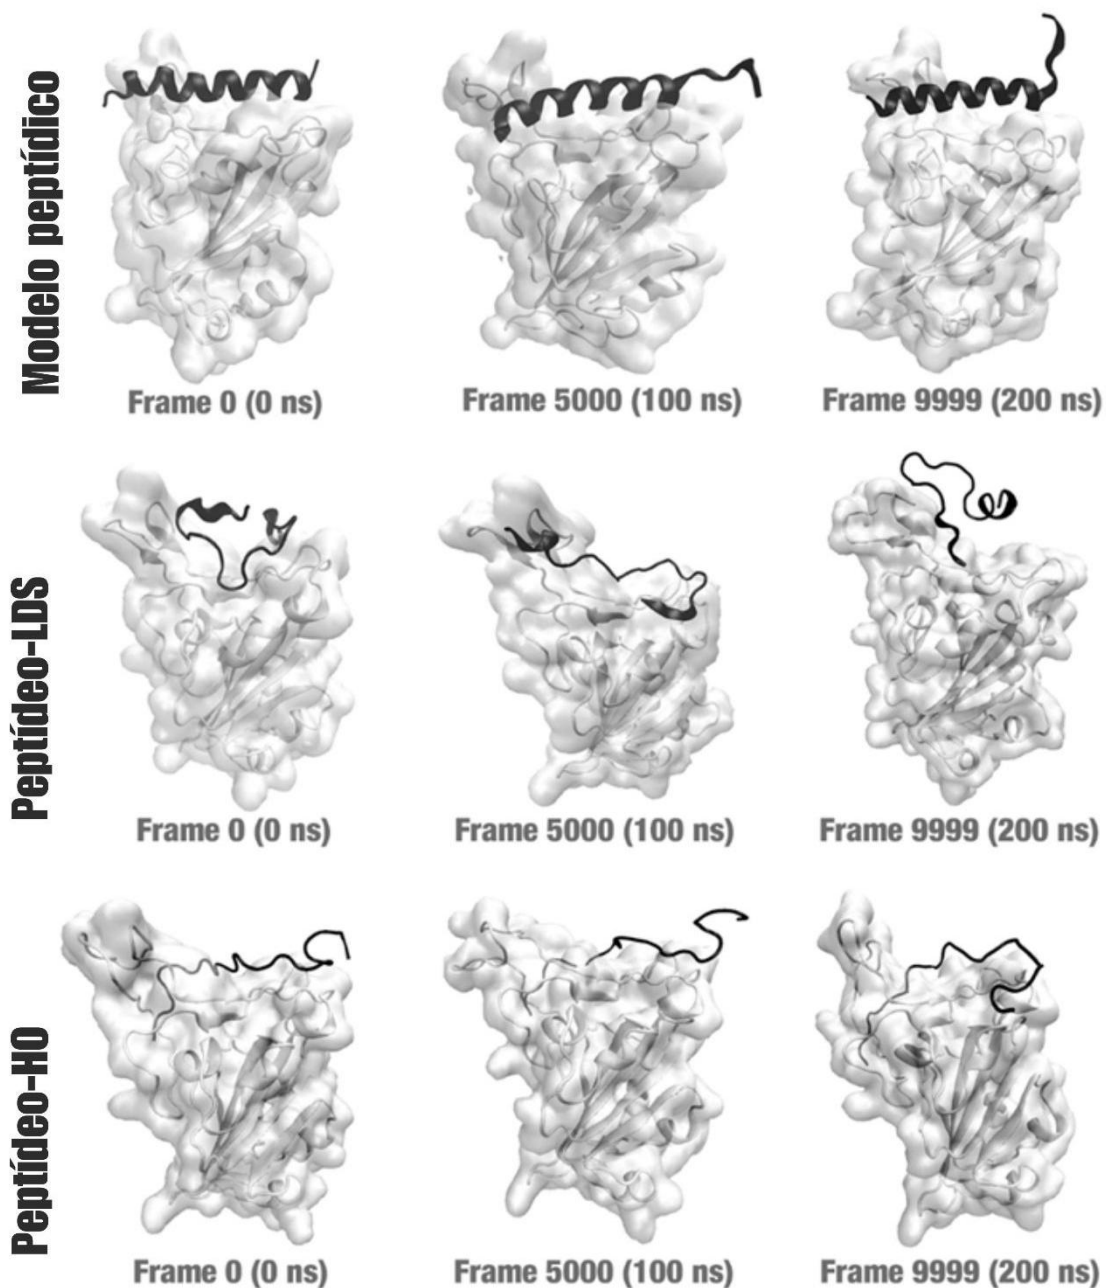 Modelo peptídico
Frame 0 (0 ns)
Frame 5000 (100 ns)
Frame 9999 (200 ns)
Peptídeo-LDS
Frame 0 (0 ns)
Frame 5000 (100 ns)
Frame 9999 (200 ns)
Peptídeo-HO
Frame 0 (0 ns)
Frame 5000 (100 ns)
Frame 9999 (200 ns)